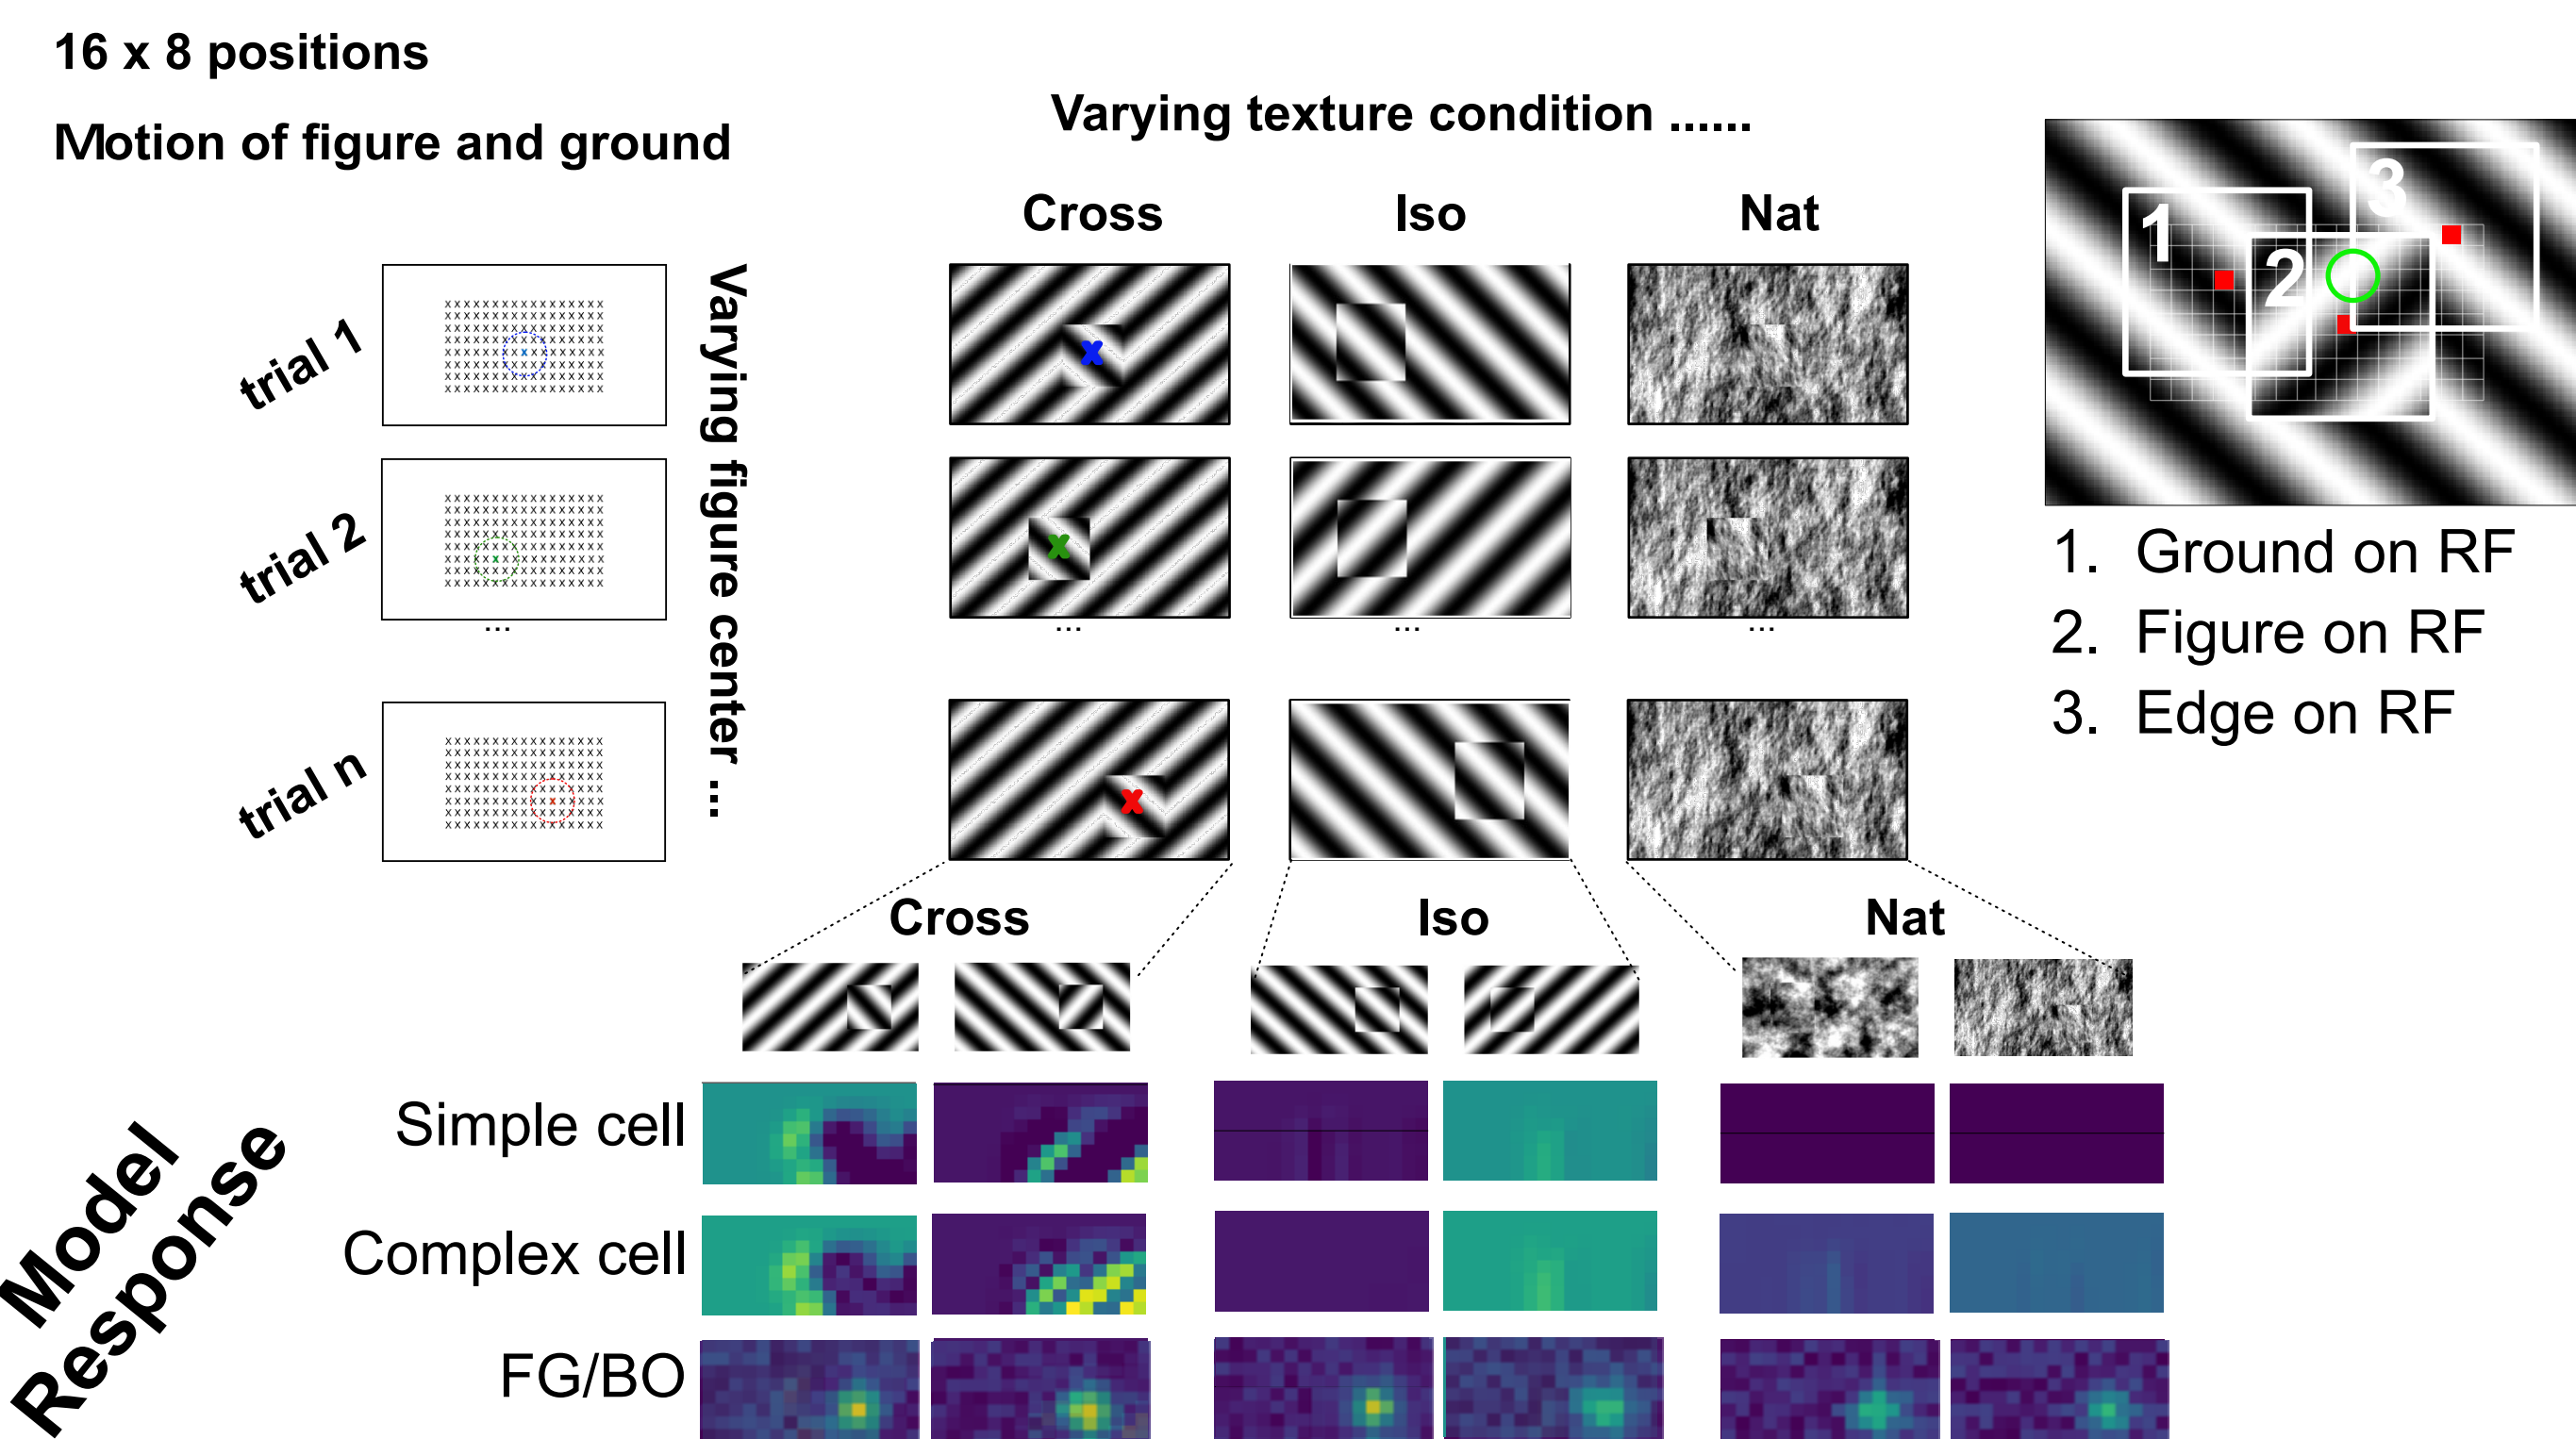 16 x 8 positions
Motion of figure and ground
Varying texture condition ......
Cross
Iso
Nat
trial 1
trial 2
...
trial n
Varying figure center ...
X
X
...
...
...
X
1
2
3
1. Ground on RF
2. Figure on RF
3. Edge on RF
Cross
Iso
Nat
Model
Response
Simple cell
Complex cell
FG/BO